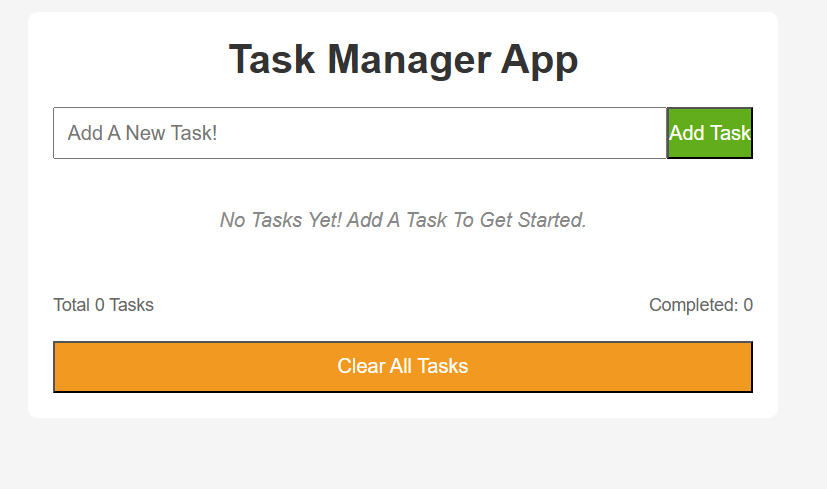 Task Manager App
Add A New Task!
Add Task
No Tasks Yet! Add A Task To Get Started.
Total 0 Tasks
Completed: 0
Clear All Tasks